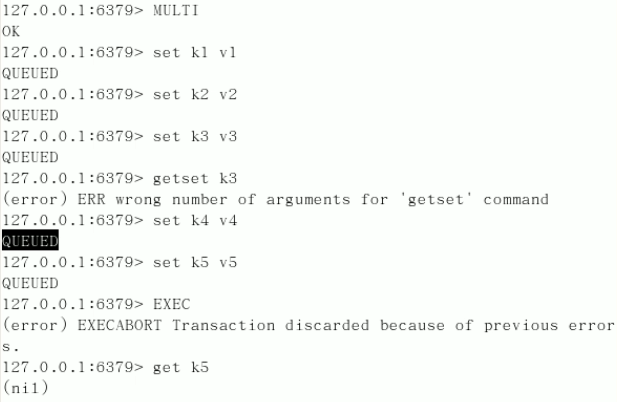 127.0.0.1:6379> MULTI
OK
127.0.0.1:6379> set k1 v1
QUEUED
127.0.0.1:6379> set k2 v2
QUEUED
127.0.0.1:6379> set k3 v3
QUEUED
127.0.0.1:6379> getset k3
(error) ERR wrong number of arguments for 'getset' command
127.0.0.1:6379> set k4 v4
QUEUED
127.0.0.1:6379> set k5 v5
QUEUED
127.0.0.1:6379> EXEC
(error) EXECABORT Transaction discarded because of previous error
s.
127.0.0.1:6379> get k5
(nil)